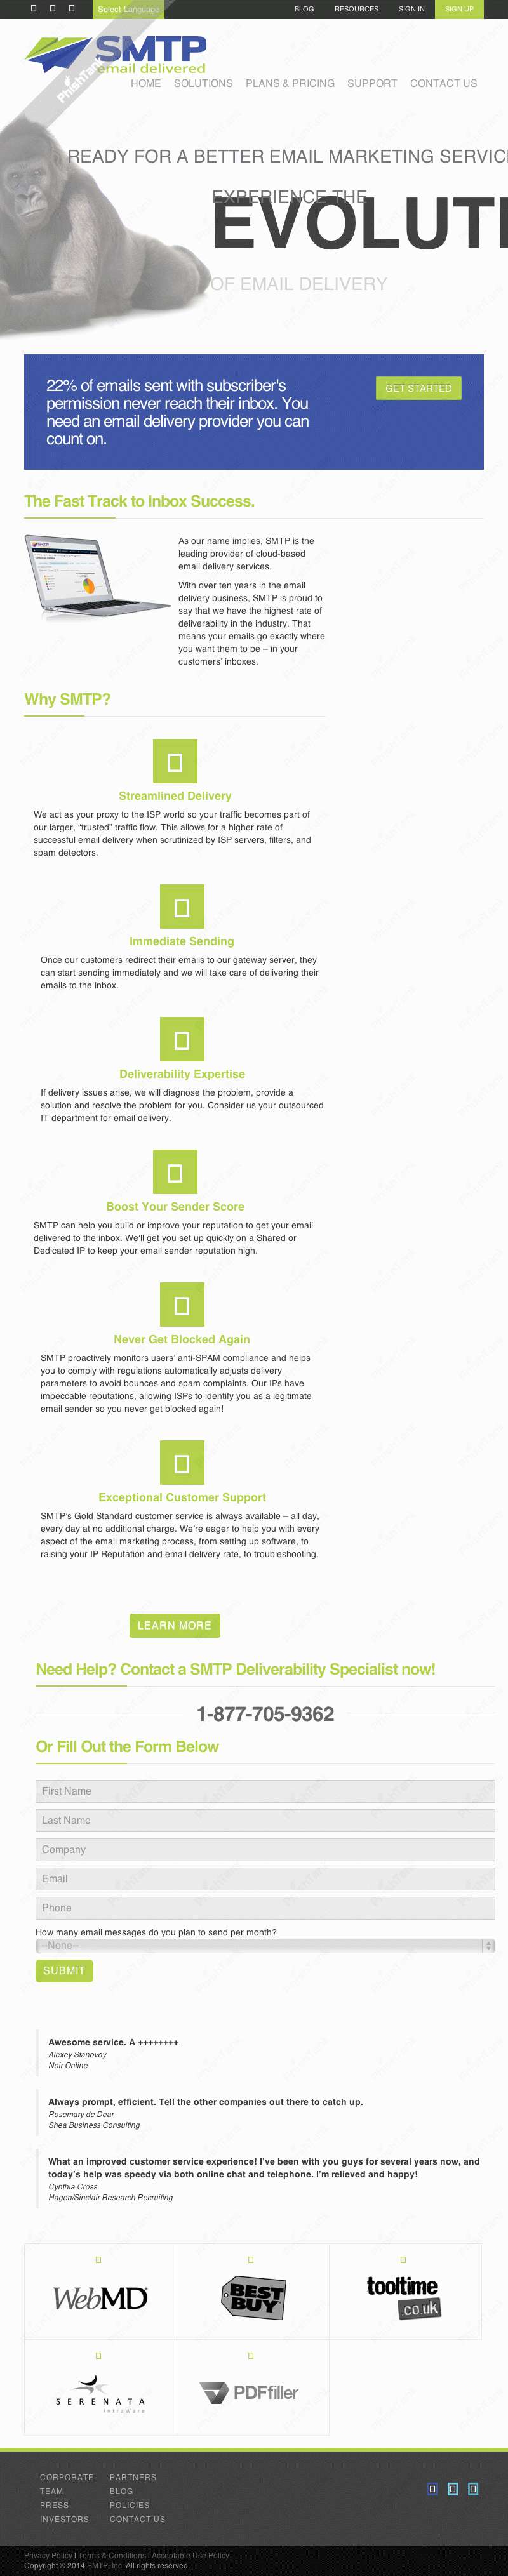 Select Language
BLOG RESOURCES SIGN IN SIGN UP
SMTP
email delivered
PhishTank
HOME SOLUTIONS PLANS & PRICING SUPPORT CONTACT US
READY FOR A BETTER EMAIL MARKETING SERVIC
EXPERIENCE THE
EVOLUTI
OF EMAIL DELIVERY
22% of emails sent with subscriber's
permission never reach their inbox. You
need an email delivery provider you can
count on.
GET STARTED
The Fast Track to Inbox Success.
As our name implies, SMTP is the
leading provider of cloud-based
email delivery services.
With over ten years in the email
delivery business, SMTP is proud to
say that we have the highest rate of
deliverability in the industry. That
means your emails go exactly where
you want them to be – in your
customers' inboxes.
Why SMTP?
Streamlined Delivery
We act as your proxy to the ISP world so your traffic becomes part of
our larger, “trusted” traffic flow. This allows for a higher rate of
successful email delivery when scrutinized by ISP servers, filters, and
spam detectors.
Immediate Sending
Once our customers redirect their emails to our gateway server, they
can start sending immediately and we will take care of delivering their
emails to the inbox.
Deliverability Expertise
If delivery issues arise, we will diagnose the problem, provide a
solution and resolve the problem for you. Consider us your outsourced
IT department for email delivery.
Boost Your Sender Score
SMTP can help you build or improve your reputation to get your email
delivered to the inbox. We'll get you set up quickly on a Shared or
Dedicated IP to keep your email sender reputation high.
Never Get Blocked Again
SMTP proactively monitors users' anti-SPAM compliance and helps
you to comply with regulations automatically adjusts delivery
parameters to avoid bounces and spam complaints. Our IPs have
impeccable reputations, allowing ISPs to identify you as a legitimate
email sender so you never get blocked again!
Exceptional Customer Support
SMTP's Gold Standard customer service is always available – all day,
every day at no additional charge. We're eager to help you with every
aspect of the email marketing process, from setting up software, to
raising your IP Reputation and email delivery rate, to troubleshooting.
LEARN MORE
Need Help? Contact a SMTP Deliverability Specialist now!
1-877-705-9362
Or Fill Out the Form Below
First Name
Last Name
Company
Email
Phone
How many email messages do you plan to send per month?
--None--
SUBMIT
Awesome service. A ++++++++
Alexey Stanovoy
Noir Online
Always prompt, efficient. Tell the other companies out there to catch up.
Rosemary de Dear
Shea Business Consulting
What an improved customer service experience! I've been with you guys for several years now, and
today's help was speedy via both online chat and telephone. I'm relieved and happy!
Cynthia Cross
Hagen/Sinclair Research Recruiting
WebMD
BEST
BUY
tooltime
.co.uk
SERENATA
IntraWare
PDFfiller
CORPORATE PARTNERS
TEAM BLOG
PRESS POLICIES
INVESTORS CONTACT US
Privacy Policy | Terms & Conditions | Acceptable Use Policy
Copyright © 2014 SMTP, Inc. All rights reserved.